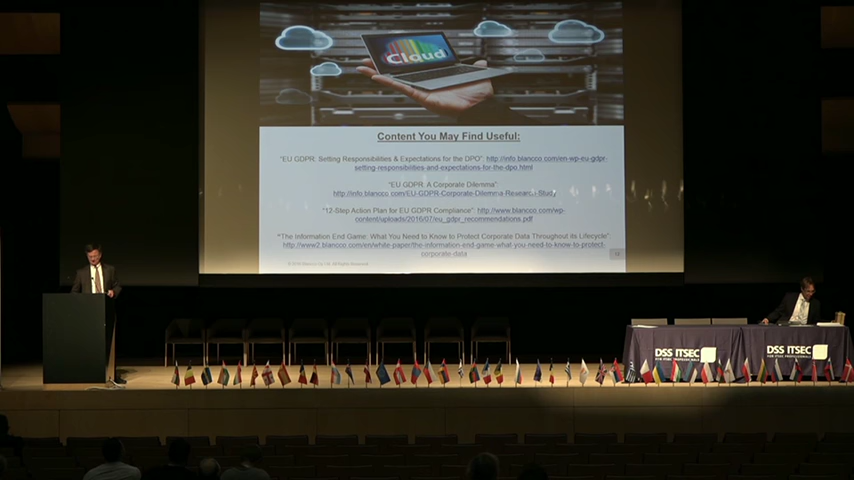 Cloud
Content You May Find Useful:
"EU GDPR: Setting Responsibilities & Expectations for the DPO": http://info.blancco.com/en-wp-eu-gdpr-
setting-responsibilities-and-expectations-for-the-dpo.html
"EU GDPR: A Corporate Dilemma"
http://info.blancco.com/EU-GDPR-Corporate-Dilemma-Research-Study
"12-Step Action Plan for EU GDPR Compliance": http://www.blancco.com/wp-
content/uploads/2016/07/eu_gdpr_recommendations.pdf
"The Information End Game: What You Need to Know to Protect Corporate Data Throughout its Lifecycle":
http://www2.blancco.com/en/white-paper/the-information-end-game-what-you-need-to-know-to-protect-
corporate-data
DSS ITSEC
DSS ITSEC